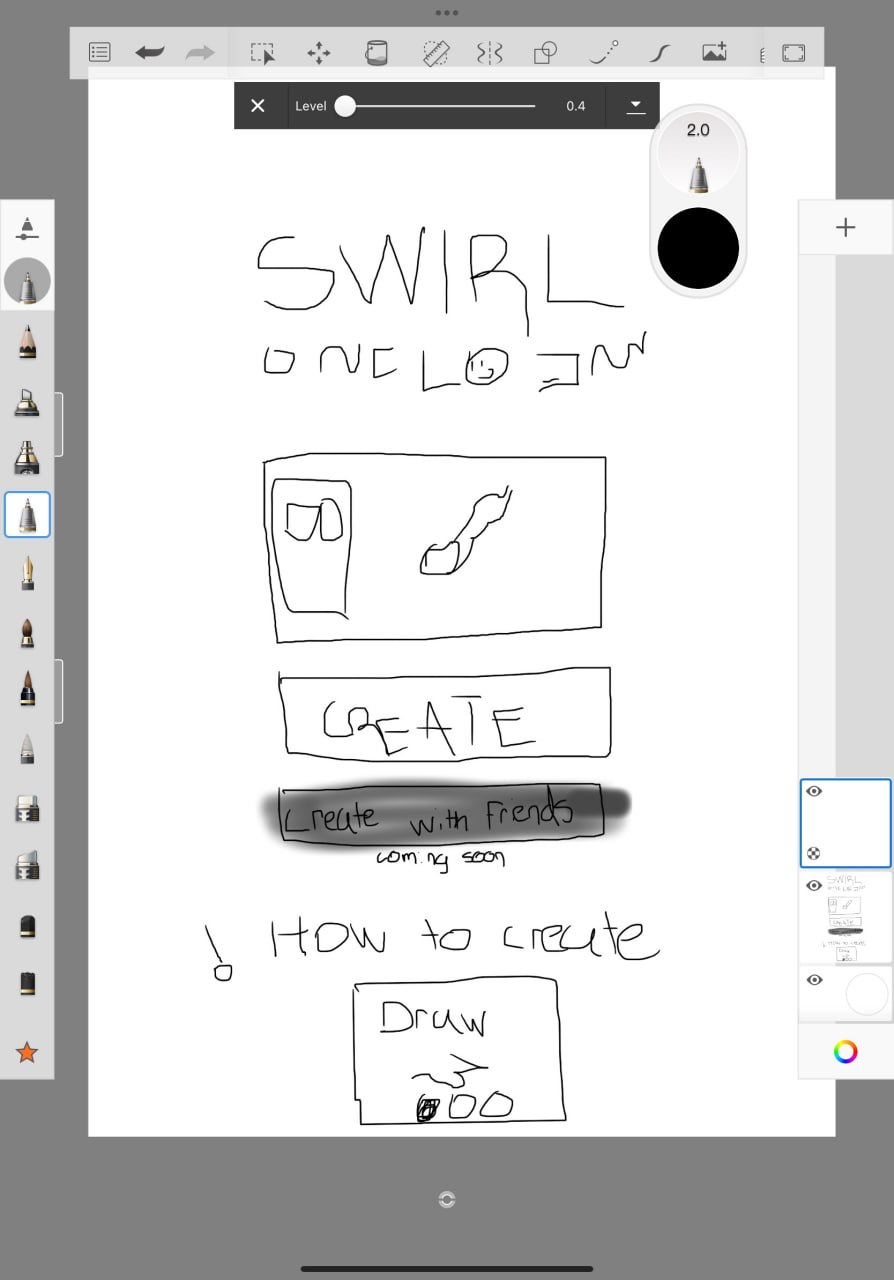 Level 0.4
2.0
SWIRL
CREATE
Create with Friends
coming soon
! How to create
Draw